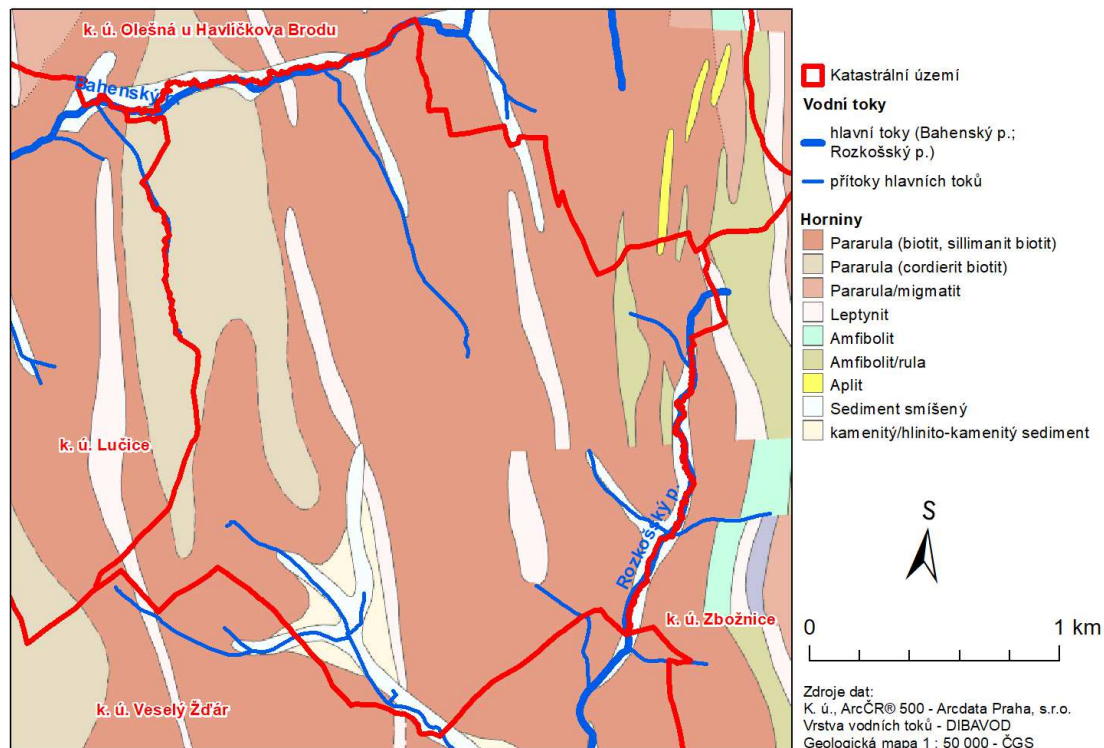 k. ú. Olešná u Havlíčkova Brodu
Bahenský p.
k. ú. Lučice
Rozkošský p.
k. ú. Zbožnice
k. ú. Veselý Žďár
Katastrální území
Vodní toky
hlavní toky (Bahenský p.;
Rozkošský p.)
přítoky hlavních toků
Horniny
Pararula (biotit, sillimanit biotit)
Pararula (cordierit biotit)
Pararula/migmatit
Leptynit
Amfibolit
Amfibolit/rula
Aplit
Sediment smíšený
kamenitý/hlinito-kamenitý sediment
S
0 1 km
Zdroje dat:
K. ú., ArcČR® 500 - Arcdata Praha, s.r.o.
Vrstva vodních toků - DIBAVOD
Geologická mapa 1 : 50 000 - ČGS